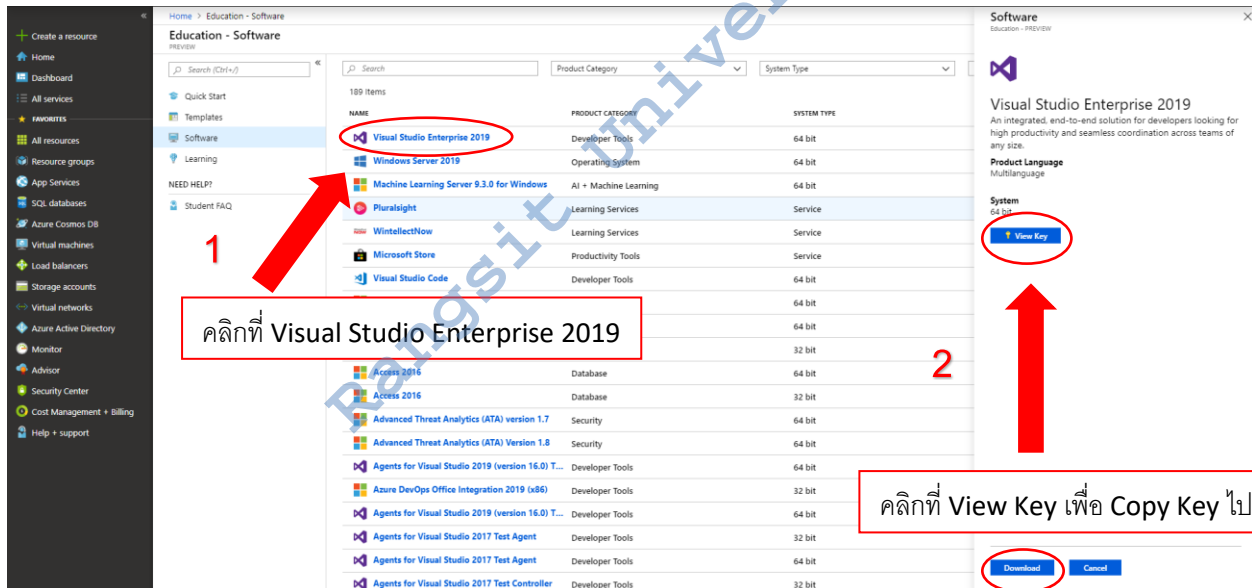 «
Create a resource
Home
Dashboard
All services
FAVORITES
All resources
Resource groups
App Services
SQL databases
Azure Cosmos DB
Virtual machines
Load balancers
Storage accounts
Virtual networks
Azure Active Directory
Monitor
Advisor
Security Center
Cost Management + Billing
Help + support
Home > Education - Software
Education - Software
PREVIEW
Search (Ctrl+/)
«
Quick Start
Templates
Software
Learning
NEED HELP?
Student FAQ
Search
Product Category
System Type
189 items
NAME PRODUCT CATEGORY SYSTEM TYPE
Visual Studio Enterprise 2019 Developer Tools 64 bit
Windows Server 2019 Operating System 64 bit
Machine Learning Server 9.3.0 for Windows AI + Machine Learning 64 bit
Pluralsight Learning Services Service
WintellectNow Learning Services Service
Microsoft Store Productivity Tools Service
Visual Studio Code Developer Tools 64 bit
64 bit
64 bit
32 bit
Access 2016 Database 64 bit
Access 2016 Database 32 bit
Advanced Threat Analytics (ATA) version 1.7 Security 64 bit
Advanced Threat Analytics (ATA) Version 1.8 Security 64 bit
Agents for Visual Studio 2019 (version 16.0) T... Developer Tools 64 bit
Azure DevOps Office Integration 2019 (x86) Developer Tools 32 bit
Agents for Visual Studio 2019 (version 16.0) T... Developer Tools 64 bit
Agents for Visual Studio 2017 Test Agent Developer Tools 32 bit
Agents for Visual Studio 2017 Test Agent Developer Tools 64 bit
Agents for Visual Studio 2017 Test Controller Developer Tools 32 bit
1
คลิกที่ Visual Studio Enterprise 2019
Software
Education - PREVIEW
Visual Studio Enterprise 2019
An integrated, end-to-end solution for developers looking for
high productivity and seamless coordination across teams of
any size.
Product Language
Multilanguage
System
64 bit
View Key
2
คลิกที่ View Key เพื่อ Copy Key ไป
Download
Cancel
Rangsit Univer